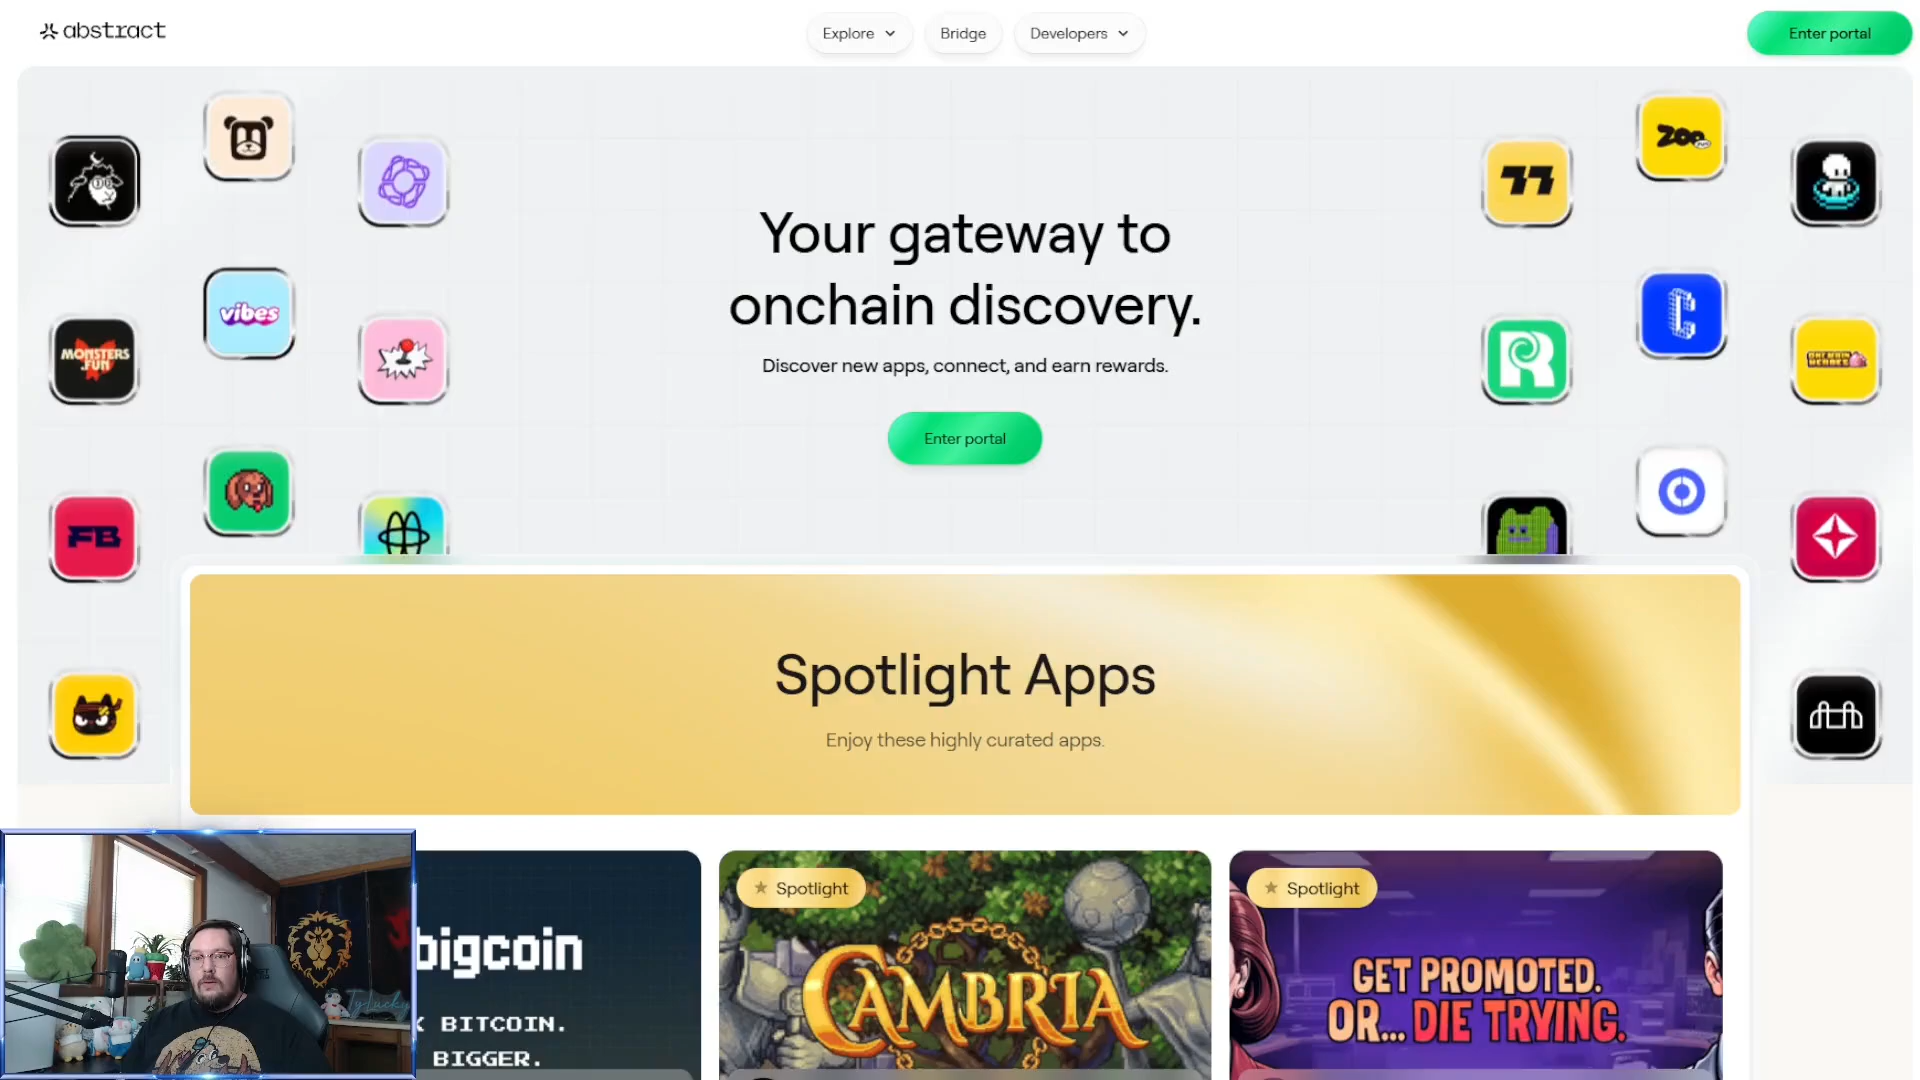 abstract
Explore
Bridge
Developers
Enter portal
ZOO
MONSTERS
.FUN
vibes
FB
Your gateway to
onchain discovery.
Discover new apps, connect, and earn rewards.
Enter portal
Spotlight Apps
Enjoy these highly curated apps.
bigcoin
BITCOIN.
BIGGER.
Spotlight
CAMBRIA
Spotlight
GET PROMOTED.
OR... DIE TRYING.
TyLucky